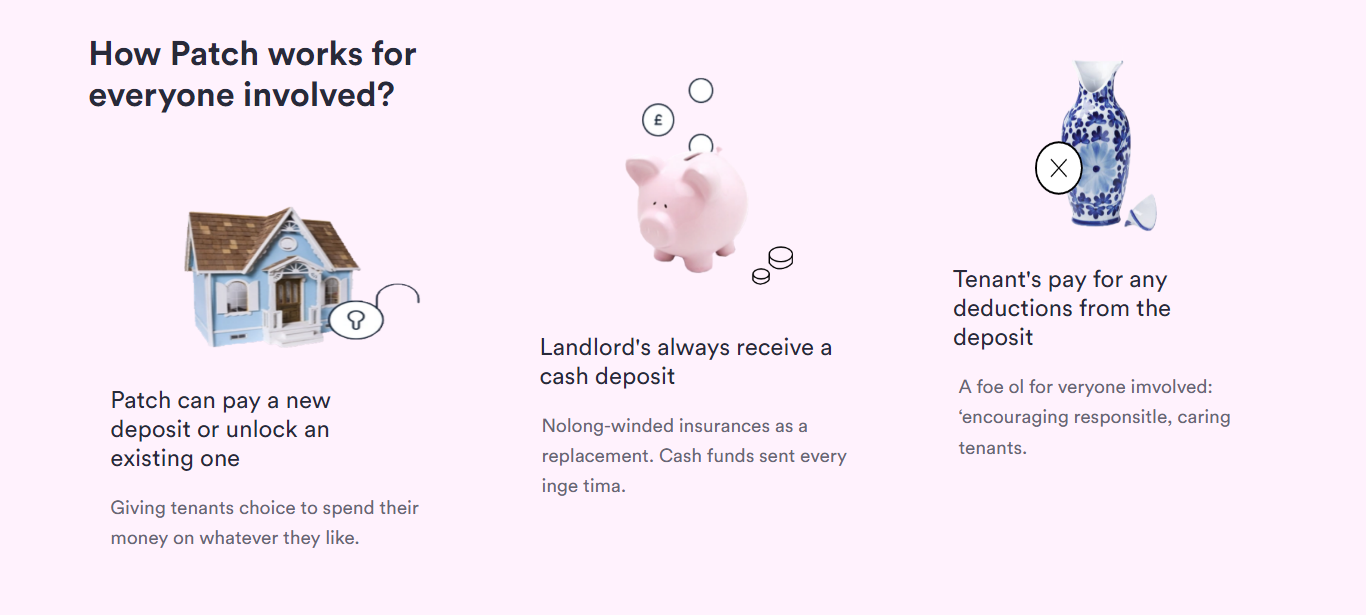 How Patch works for
everyone involved?
£
Patch can pay a new
deposit or unlock an
existing one
Giving tenants choice to spend their
money on whatever they like.
Landlord's always receive a
cash deposit
Nolong-winded insurances as a
replacement. Cash funds sent every
inge tima.
Tenant's pay for any
deductions from the
deposit
A foe ol for veryone imvolved:
‘encouraging responsitle, caring
tenants.